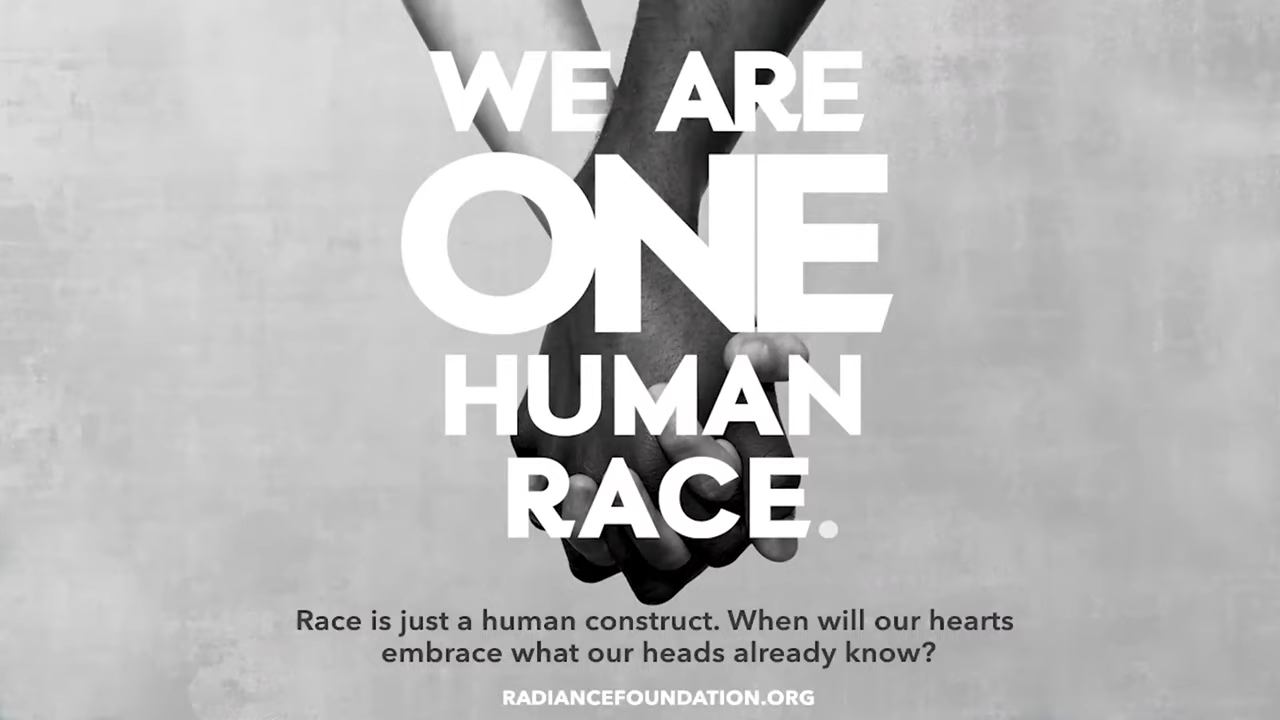 WE ARE
ONE
HUMAN
RACE.
Race is just a human construct. When will our hearts
embrace what our heads already know?
RADIANCEFOUNDATION.ORG